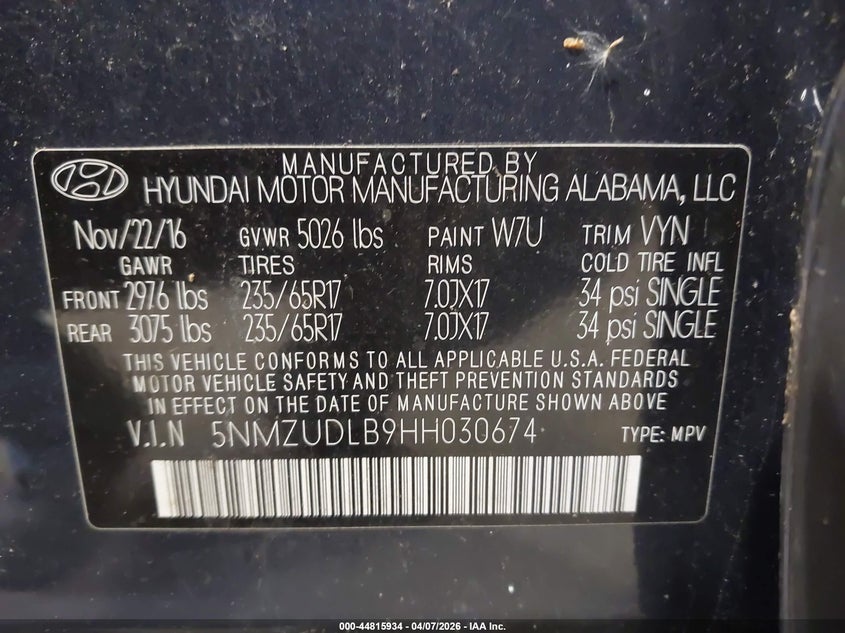 MANUFACTURED BY
HYUNDAI MOTOR MANUFACTURING ALABAMA, LLC
Nov/22/16 GVWR 5026 lbs PAINT W7U TRIM VYN
GAWR TIRES RIMS COLD TIRE INFL
FRONT 2976 lbs 235/65R17 7.0JX17 34 psi SINGLE
REAR 3075 lbs 235/65R17 7.0JX17 34 psi SINGLE
THIS VEHICLE CONFORMS TO ALL APPLICABLE U.S.A. FEDERAL
MOTOR VEHICLE SAFETY AND THEFT PREVENTION STANDARDS
IN EFFECT ON THE DATE OF MANUFACTURE SHOWN ABOVE
V.I.N 5NMZUDLB9HH030674 TYPE: MPV
000-44815934 - 04/07/2026 - IAA Inc.